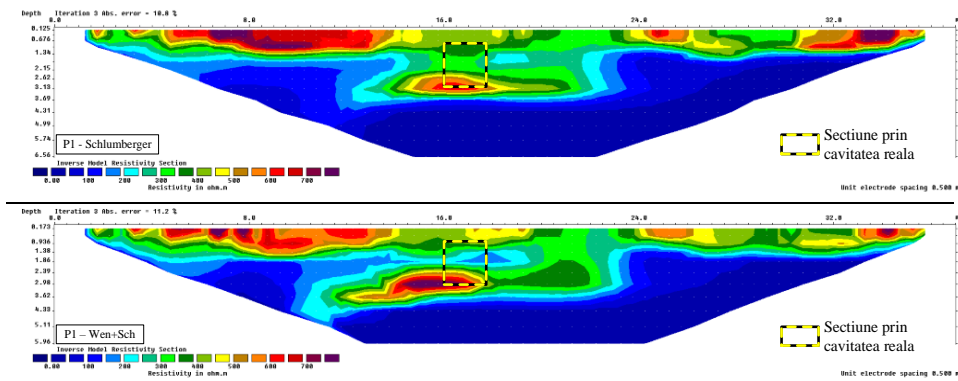 Depth Iteration 3 Abs. error = 10.8 %
0.0 8.0 16.0 24.0 32.0 m
0.125
0.676
1.34
2.15
2.62
3.13
3.69
4.31
4.99
5.74
6.56
P1 - Schlumberger
Sectiune prin
cavitatea reala
Inverse Model Resistivity Section
0.00 100 200 300 400 500 600 700
Resistivity in ohm.m
Unit electrode spacing 0.500 m
Depth Iteration 3 Abs. error = 11.2 %
0.0 8.0 16.0 24.0 32.0 m
0.173
0.936
1.38
1.86
2.39
2.98
3.62
4.33
5.11
5.96
P1 – Wen+Sch
Sectiune prin
cavitatea reala
Inverse Model Resistivity Section
0.00 100 200 300 400 500 600 700
Resistivity in ohm.m
Unit electrode spacing 0.500 m